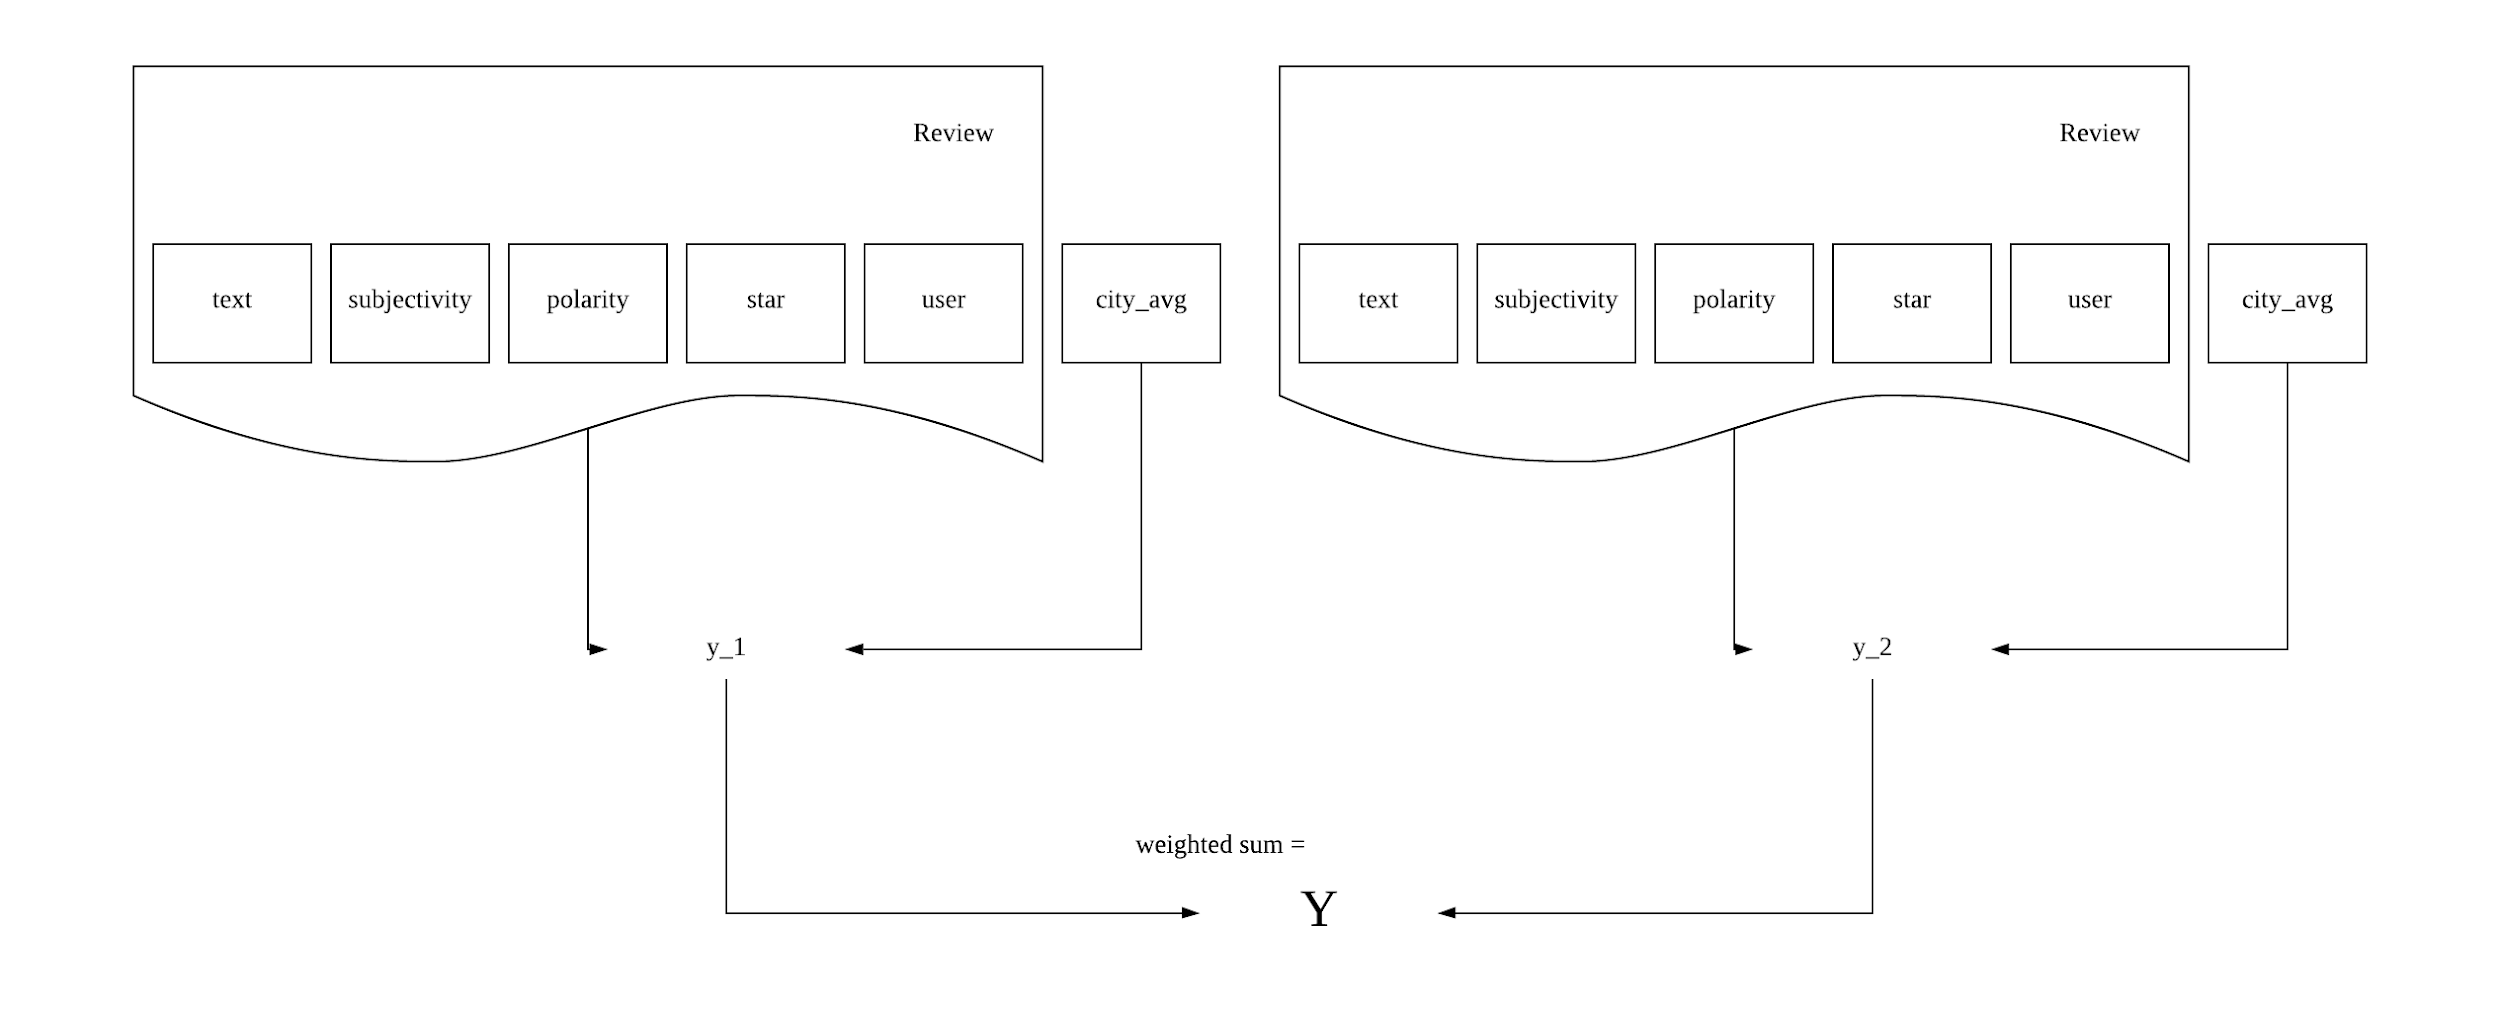 Review
text
subjectivity
polarity
star
user
city_avg
Review
text
subjectivity
polarity
star
user
city_avg
y_1
y_2
weighted sum =
Y